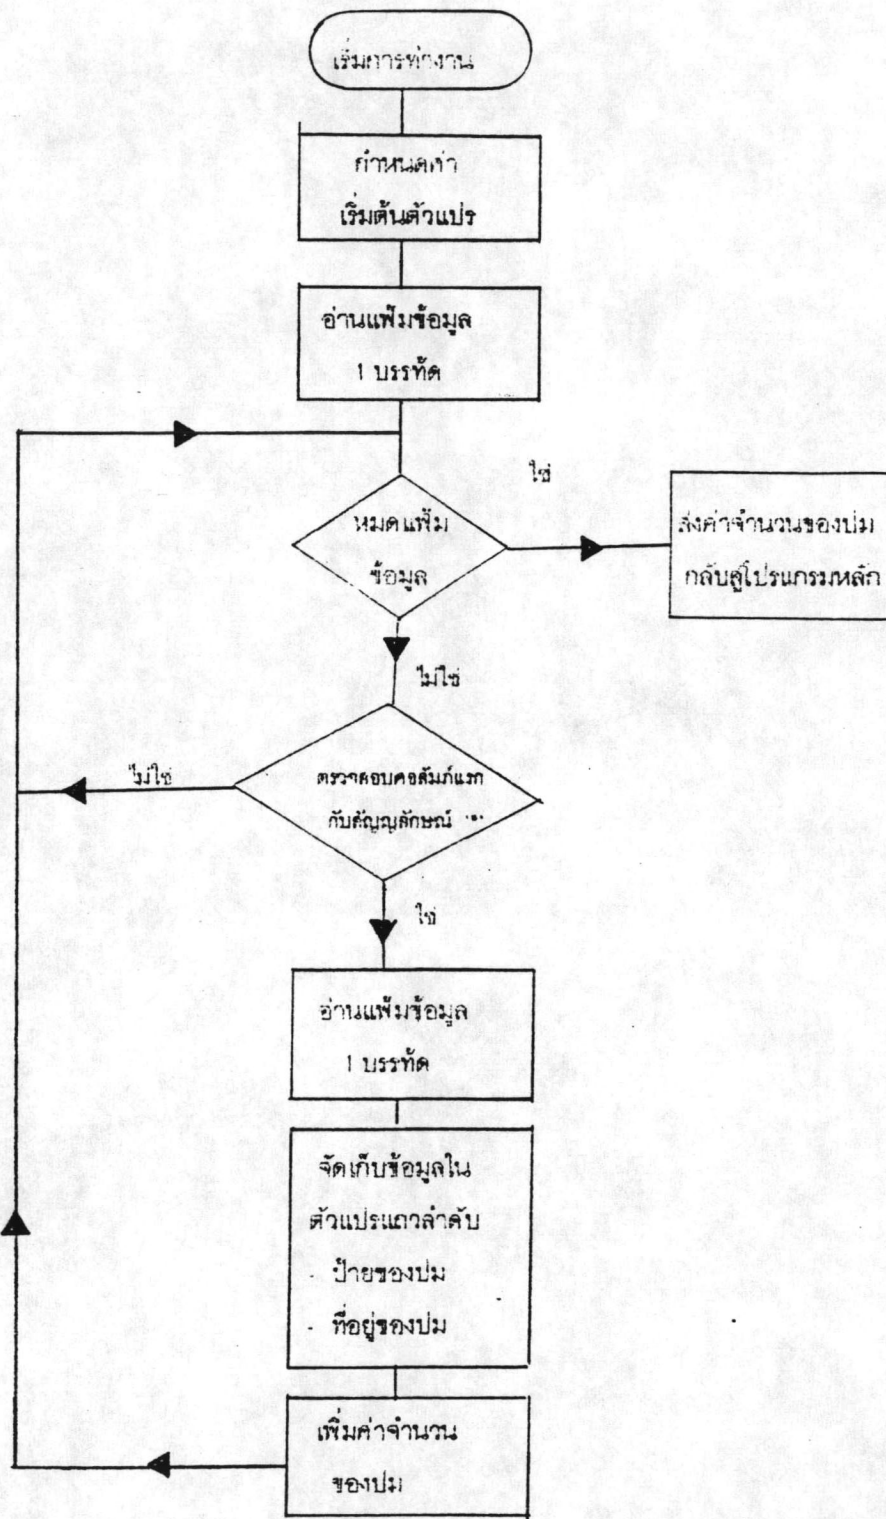 เริ่มการทำงาน
กำหนดค่า
เริ่มต้นตัวแปร
อ่านแฟ้มข้อมูล
1 บรรทัด
ใช่
หมดแฟ้ม
ข้อมูล
ส่งค่าจำนวนของปม
กลับสู่โปรแกรมหลัก
ไม่ใช่
ไม่ใช่
ตรวจสอบคอลัมภ์แรก
กับสัญญลักษณ์
ใช่
อ่านแฟ้มข้อมูล
1 บรรทัด
จัดเก็บข้อมูลใน
ตัวแปรแถวลำดับ
- ป้ายของปม
- ที่อยู่ของปม
เพิ่มค่าจำนวน
ของปม